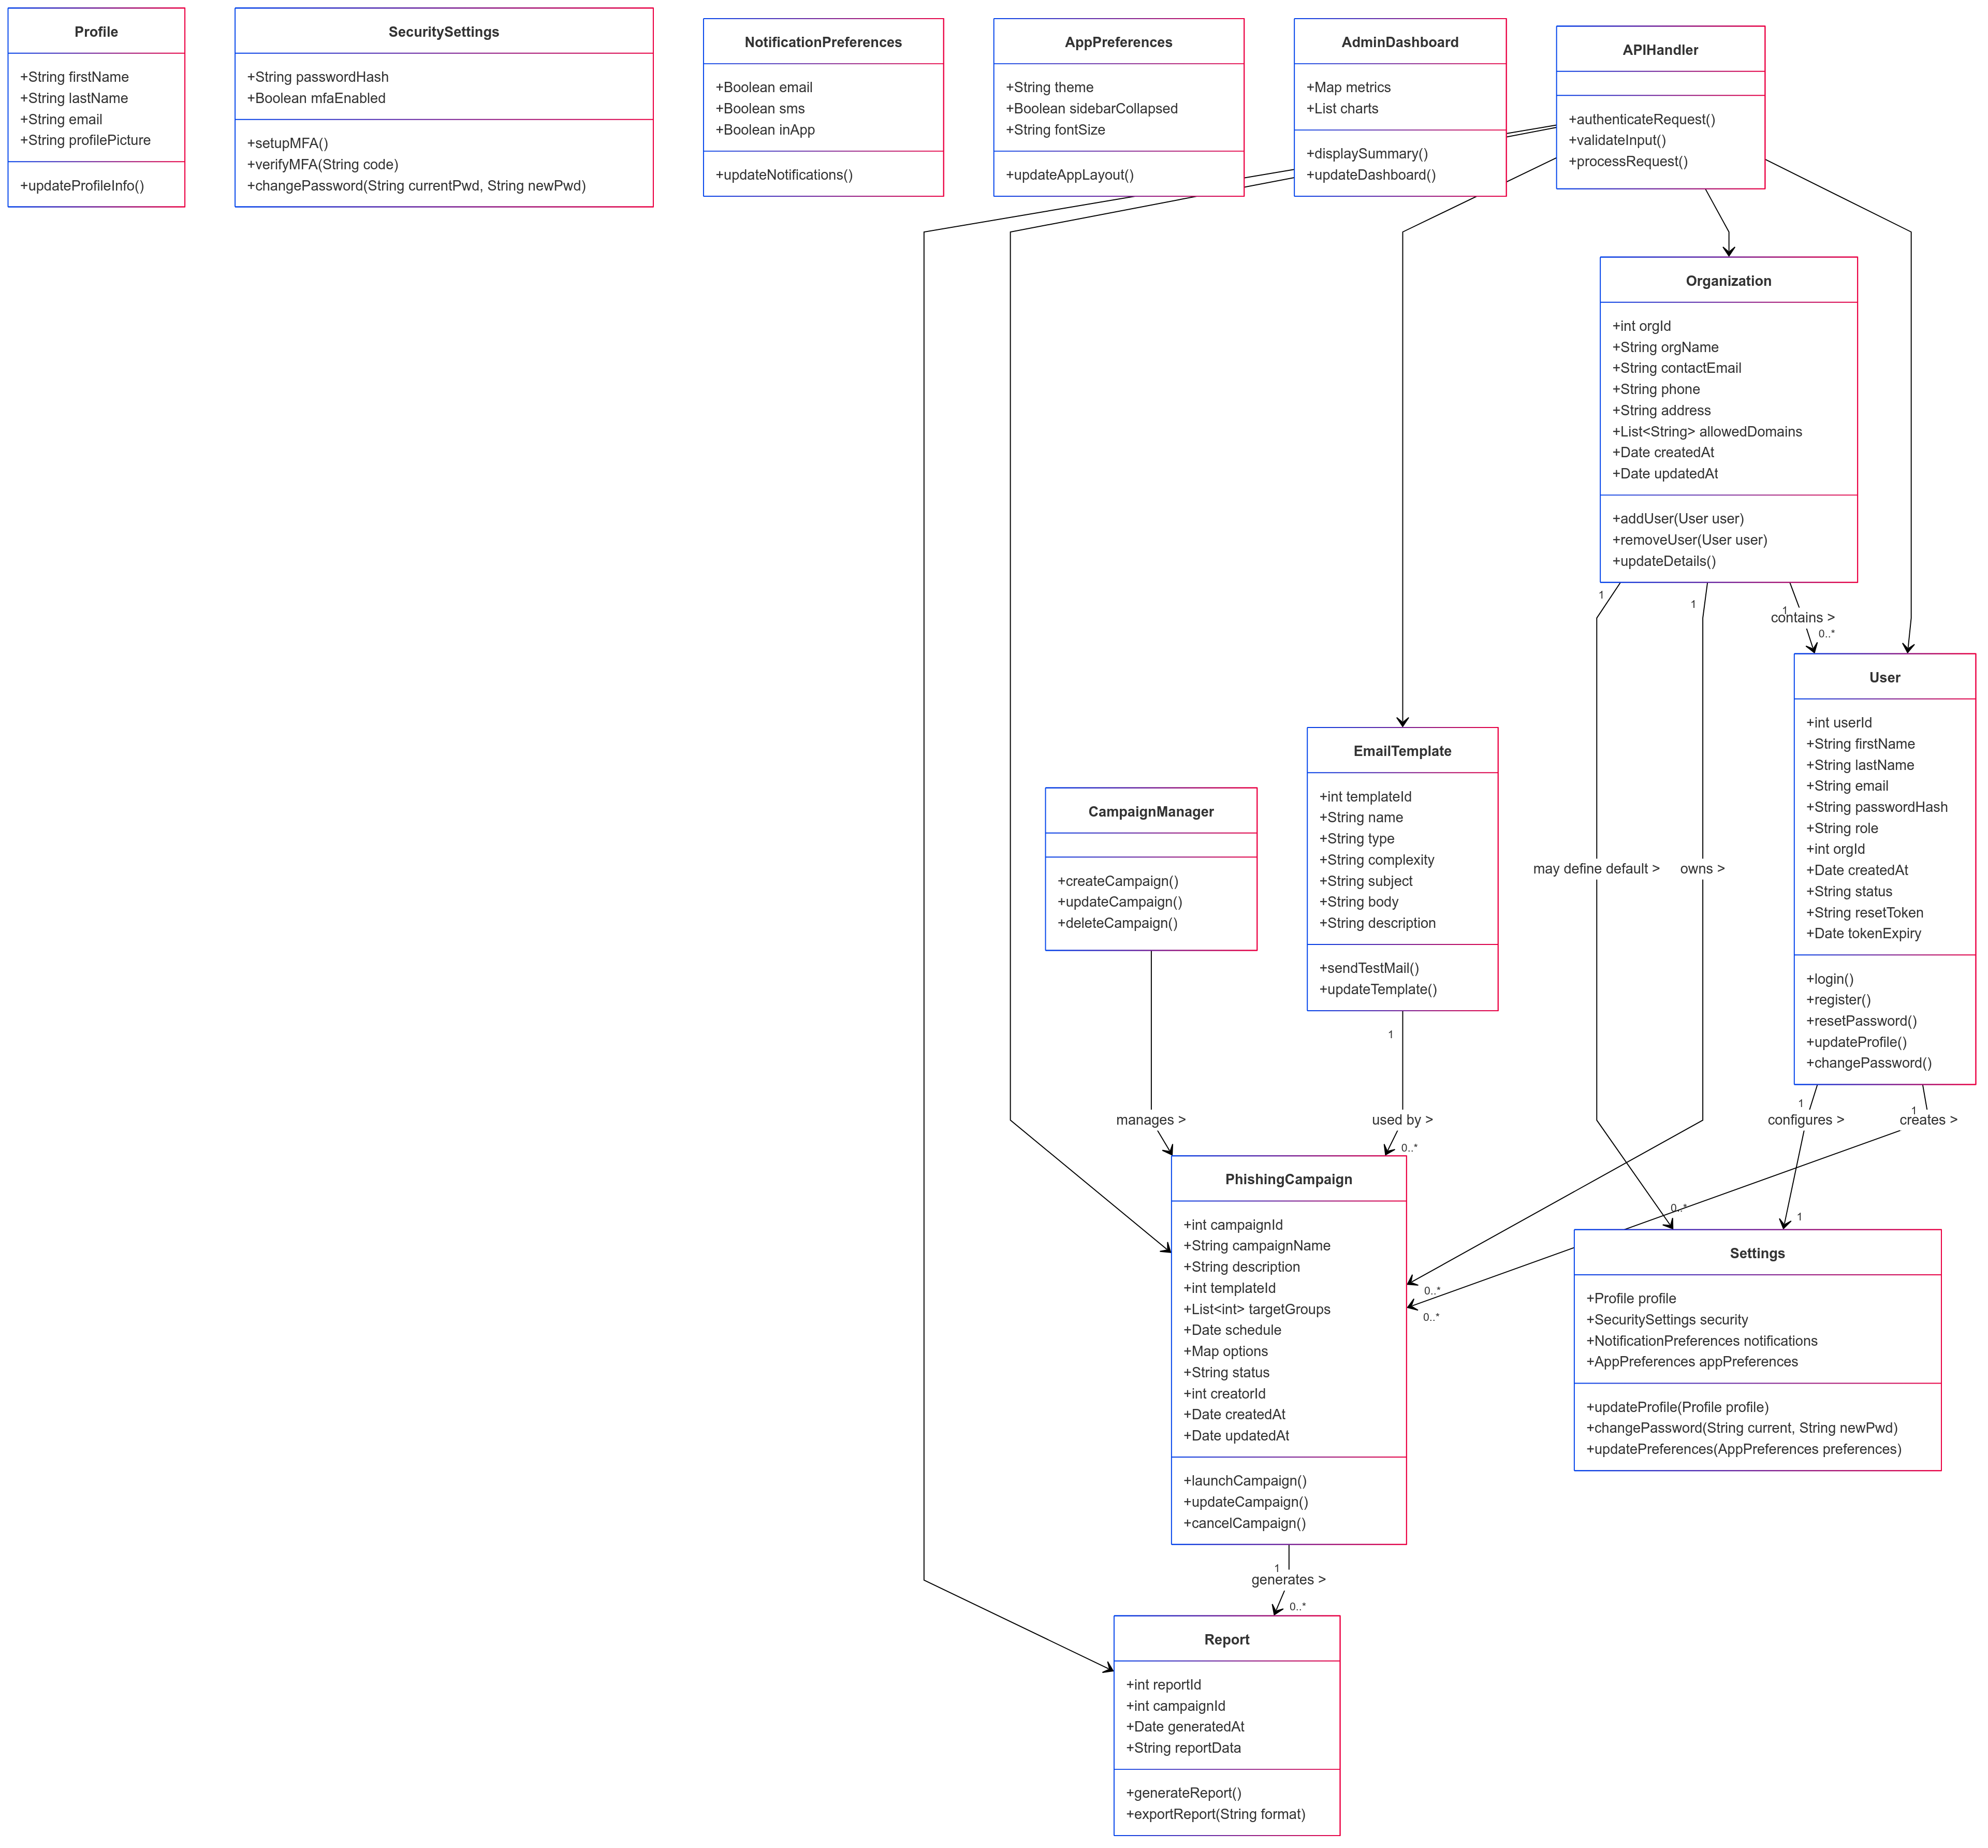 Profile
+String firstName
+String lastName
+String email
+String profilePicture
+updateProfileInfo()
SecuritySettings
+String passwordHash
+Boolean mfaEnabled
+setupMFA()
+verifyMFA(String code)
+changePassword(String currentPwd, String newPwd)
NotificationPreferences
+Boolean email
+Boolean sms
+Boolean inApp
+updateNotifications()
AppPreferences
+String theme
+Boolean sidebarCollapsed
+String fontSize
+updateAppLayout()
AdminDashboard
+Map metrics
+List charts
+displaySummary()
+updateDashboard()
APIHandler
+authenticateRequest()
+validateInput()
+processRequest()
Organization
+int orgId
+String orgName
+String contactEmail
+String phone
+String address
+List<String> allowedDomains
+Date createdAt
+Date updatedAt
+addUser(User user)
+removeUser(User user)
+updateDetails()
1
1
1
contains >
0..*
User
+int userId
+String firstName
+String lastName
+String email
+String passwordHash
+String role
+int orgId
+Date createdAt
+String status
+String resetToken
+Date tokenExpiry
+login()
+register()
+resetPassword()
+updateProfile()
+changePassword()
EmailTemplate
+int templateId
+String name
+String type
+String complexity
+String subject
+String body
+String description
+sendTestMail()
+updateTemplate()
CampaignManager
+createCampaign()
+updateCampaign()
+deleteCampaign()
may define default >
owns >
1
manages >
used by >
0..*
1
configures >
1
creates >
PhishingCampaign
+int campaignId
+String campaignName
+String description
+int templateId
+List<int> targetGroups
+Date schedule
+Map options
+String status
+int creatorId
+Date createdAt
+Date updatedAt
+launchCampaign()
+updateCampaign()
+cancelCampaign()
0..*
0..*
0..*
1
Settings
+Profile profile
+SecuritySettings security
+NotificationPreferences notifications
+AppPreferences appPreferences
+updateProfile(Profile profile)
+changePassword(String current, String newPwd)
+updatePreferences(AppPreferences preferences)
1
generates >
0..*
Report
+int reportId
+int campaignId
+Date generatedAt
+String reportData
+generateReport()
+exportReport(String format)